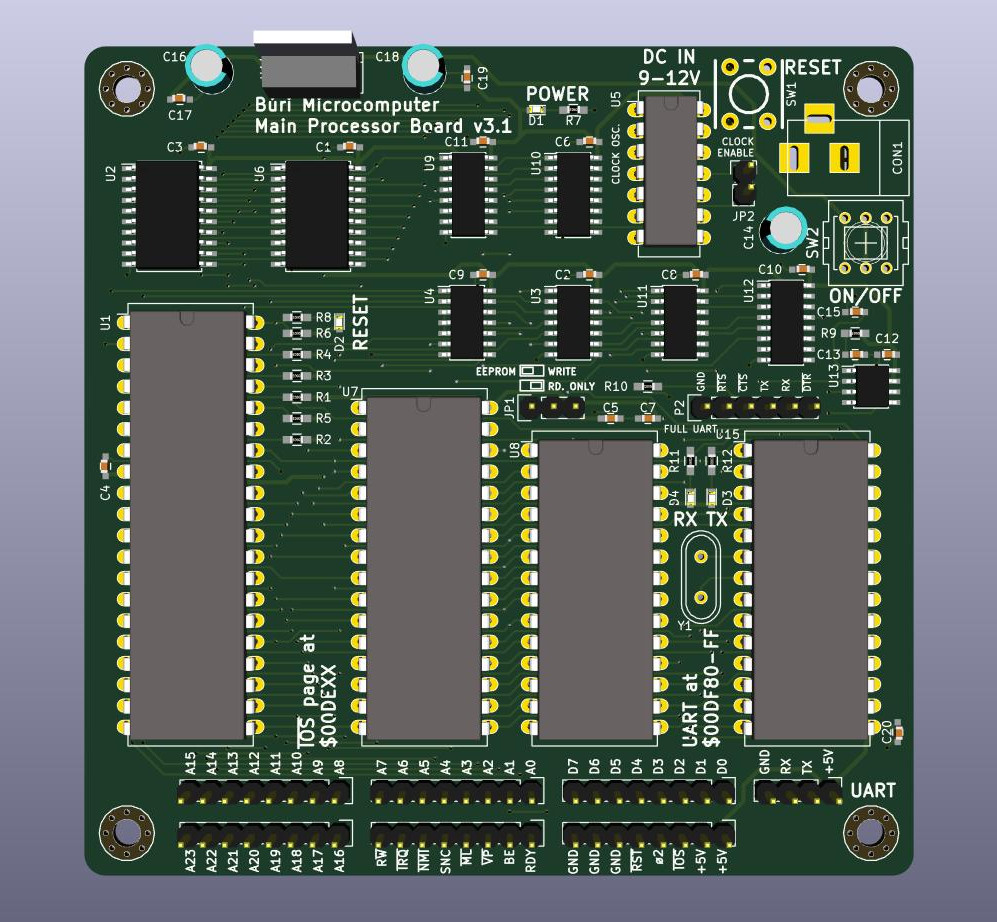 C16
C18
C19
C17
DC IN
9-12V
RESET
SW1
POWER
D1 R7
U5
Büri Microcomputer
Main Processor Board v3.1
CLOCK OSC.
CLOCK
ENABLE
CON1
C3
C1
C11
C6
U2
U6
U9
U10
JP2
C14
SW2
ON/OFF
C9
C2
C8
C10
U4
U3
U11
U12
C15
R9
C13
C12
U13
U1
R8
R6
R4
R3
R1
R5
R2
D2
RESET
C4
EEPROM WRITE
RD. ONLY
R10
JP1
C5
C7
P2
GND
RTS
CTS
TX
RX
DTR
FULL UART
U7
U8
U15
R11
R12
D4
D3
RX TX
Y1
IOS page at
$00DEXX
UART at
$00DF80-FF
C20
A15 A14 A13 A12 A11 A10 A9 A8
A7 A6 A5 A4 A3 A2 A1 A0
D7 D6 D5 D4 D3 D2 D1 D0
GND RX TX +5V
UART
A23 A22 A21 A20 A19 A18 A17 A16
RW IRQ NMI SNC ML VP BE RDY
GND GND GND RST ø2 IOS +5V +5V